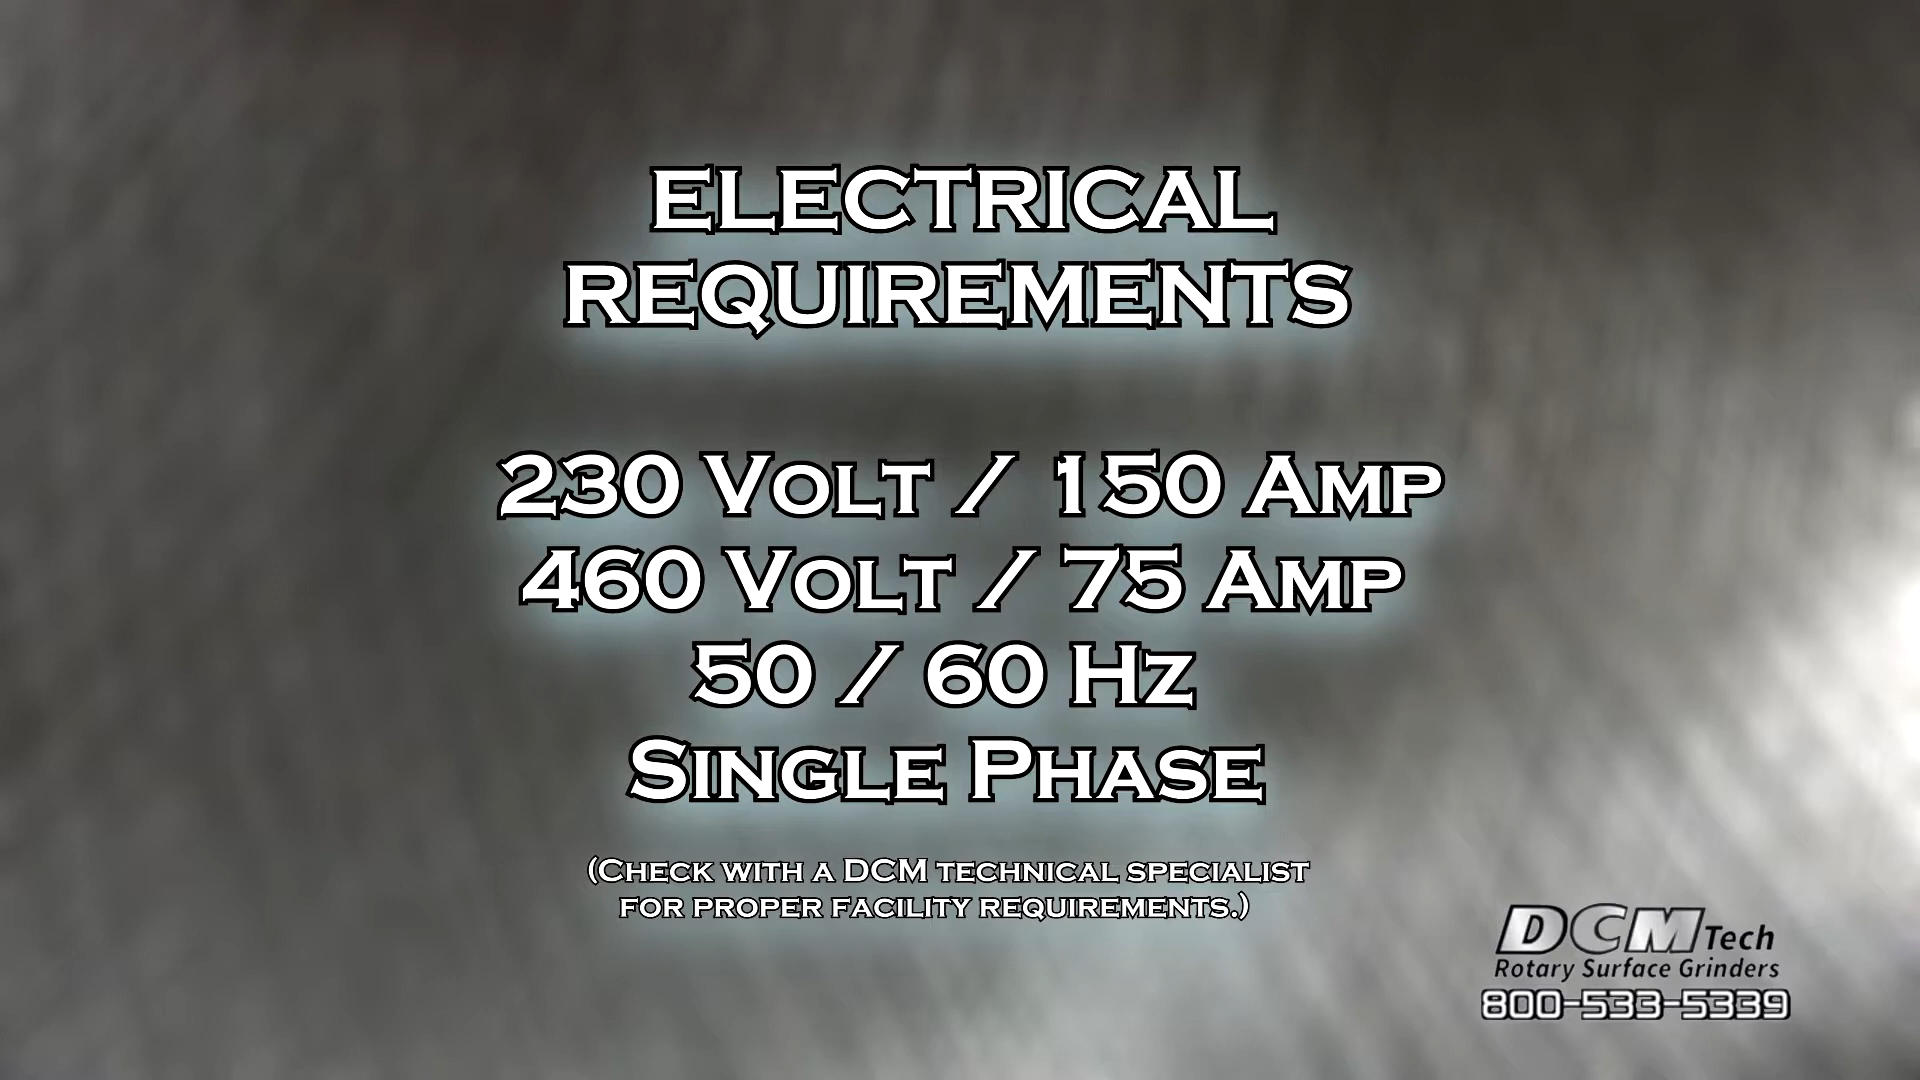 ELECTRICAL
REQUIREMENTS
230 VOLT / 150 AMP
460 VOLT / 75 AMP
50 / 60 HZ
SINGLE PHASE
(CHECK WITH A DCM TECHNICAL SPECIALIST
FOR PROPER FACILITY REQUIREMENTS.)
DCM Tech
Rotary Surface Grinders
800-533-5339